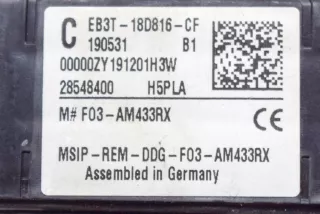 C EB3T-18D816-CF
190531 B1
00000ZY191201H3W
28548400 H5PLA
M# F03-AM433RX CE
MSIP-REM-DDG-F03-AM433RX
Assembled in Germany